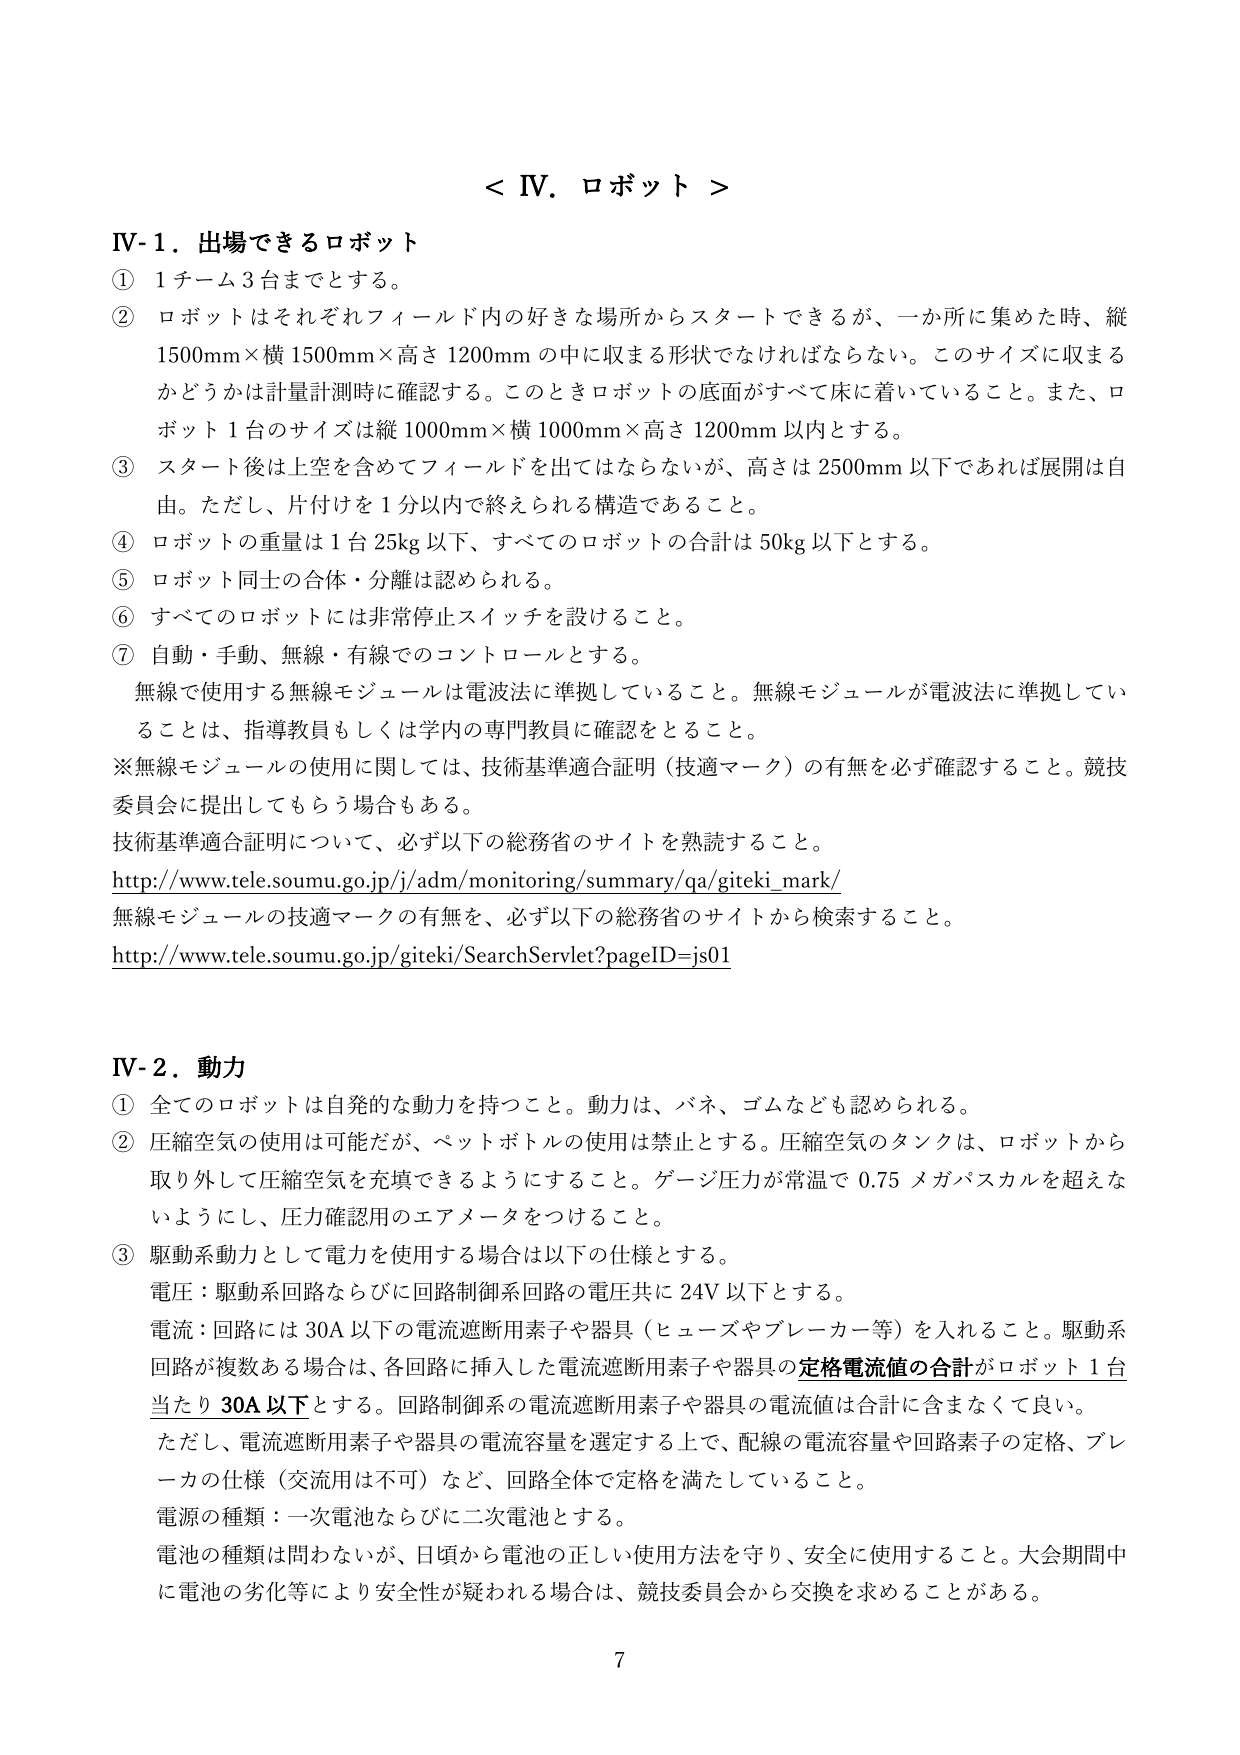 ＜ Ⅳ．ロボット ＞
Ⅳ-１．出場できるロボット
① 1チーム3台までとする。
② ロボットはそれぞれフィールド内の好きな場所からスタートできるが、一か所に集めた時、縦
1500mm×横 1500mm×高さ 1200mm の中に収まる形状でなければならない。このサイズに収まる
かどうかは計量計測時に確認する。このときロボットの底面がすべて床に着いていること。また、ロ
ボット1台のサイズは縦 1000mm×横 1000mm×高さ 1200mm 以内とする。
③ スタート後は上空を含めてフィールドを出てはならないが、高さは 2500mm 以下であれば展開は自
由。ただし、片付けを1分以内で終えられる構造であること。
④ ロボットの重量は1台 25kg 以下、すべてのロボットの合計は 50kg 以下とする。
⑤ ロボット同士の合体・分離は認められる。
⑥ すべてのロボットには非常停止スイッチを設けること。
⑦ 自動・手動、無線・有線でのコントロールとする。
無線で使用する無線モジュールは電波法に準拠していること。無線モジュールが電波法に準拠してい
ることは、指導教員もしくは学内の専門教員に確認をとること。
※無線モジュールの使用に関しては、技術基準適合証明（技適マーク）の有無を必ず確認すること。競技
委員会に提出してもらう場合もある。
技術基準適合証明について、必ず以下の総務省のサイトを熟読すること。
http://www.tele.soumu.go.jp/j/adm/monitoring/summary/qa/giteki_mark/
無線モジュールの技適マークの有無を、必ず以下の総務省のサイトから検索すること。
http://www.tele.soumu.go.jp/giteki/SearchServlet?pageID=js01
Ⅳ-２．動力
① 全てのロボットは自発的な動力を持つこと。動力は、バネ、ゴムなども認められる。
② 圧縮空気の使用は可能だが、ペットボトルの使用は禁止とする。圧縮空気のタンクは、ロボットから
取り外して圧縮空気を充填できるようにすること。ゲージ圧力が常温で 0.75 メガパスカルを超えな
いようにし、圧力確認用のエアメータをつけること。
③ 駆動系動力として電力を使用する場合は以下の仕様とする。
電圧：駆動系回路ならびに回路制御系回路の電圧共に 24V 以下とする。
電流：回路には 30A 以下の電流遮断用素子や器具（ヒューズやブレーカー等）を入れること。駆動系
回路が複数ある場合は、各回路に挿入した電流遮断用素子や器具の定格電流値の合計がロボット1台
当たり 30A 以下とする。回路制御系の電流遮断用素子や器具の電流値は合計に含まなくて良い。
ただし、電流遮断用素子や器具の電流容量を選定する上で、配線の電流容量や回路素子の定格、ブレ
ーカの仕様（交流用は不可）など、回路全体で定格を満たしていること。
電源の種類：一次電池ならびに二次電池とする。
電池の種類は問わないが、日頃から電池の正しい使用方法を守り、安全に使用すること。大会期間中
に電池の劣化等により安全性が疑われる場合は、競技委員会から交換を求めることがある。
7